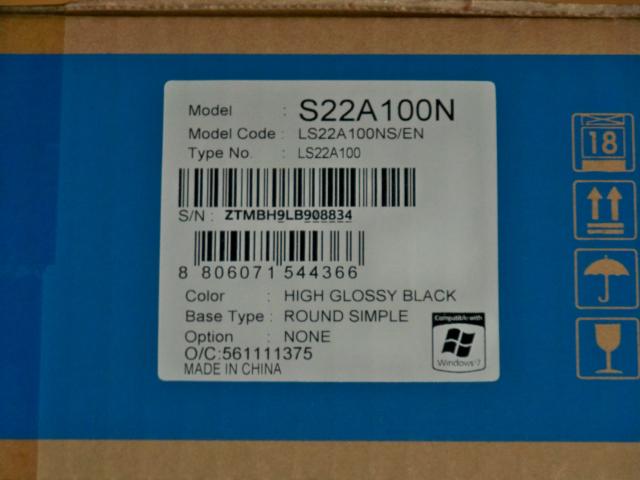 Model : S22A100N
Model Code : LS22A100NS/EN
Type No. : LS22A100
S/N : ZTMBH9LB908834
8 806071 544366
Color : HIGH GLOSSY BLACK
Base Type : ROUND SIMPLE
Option : NONE
O/C:561111375
MADE IN CHINA
Compatible with
Windows 7
18